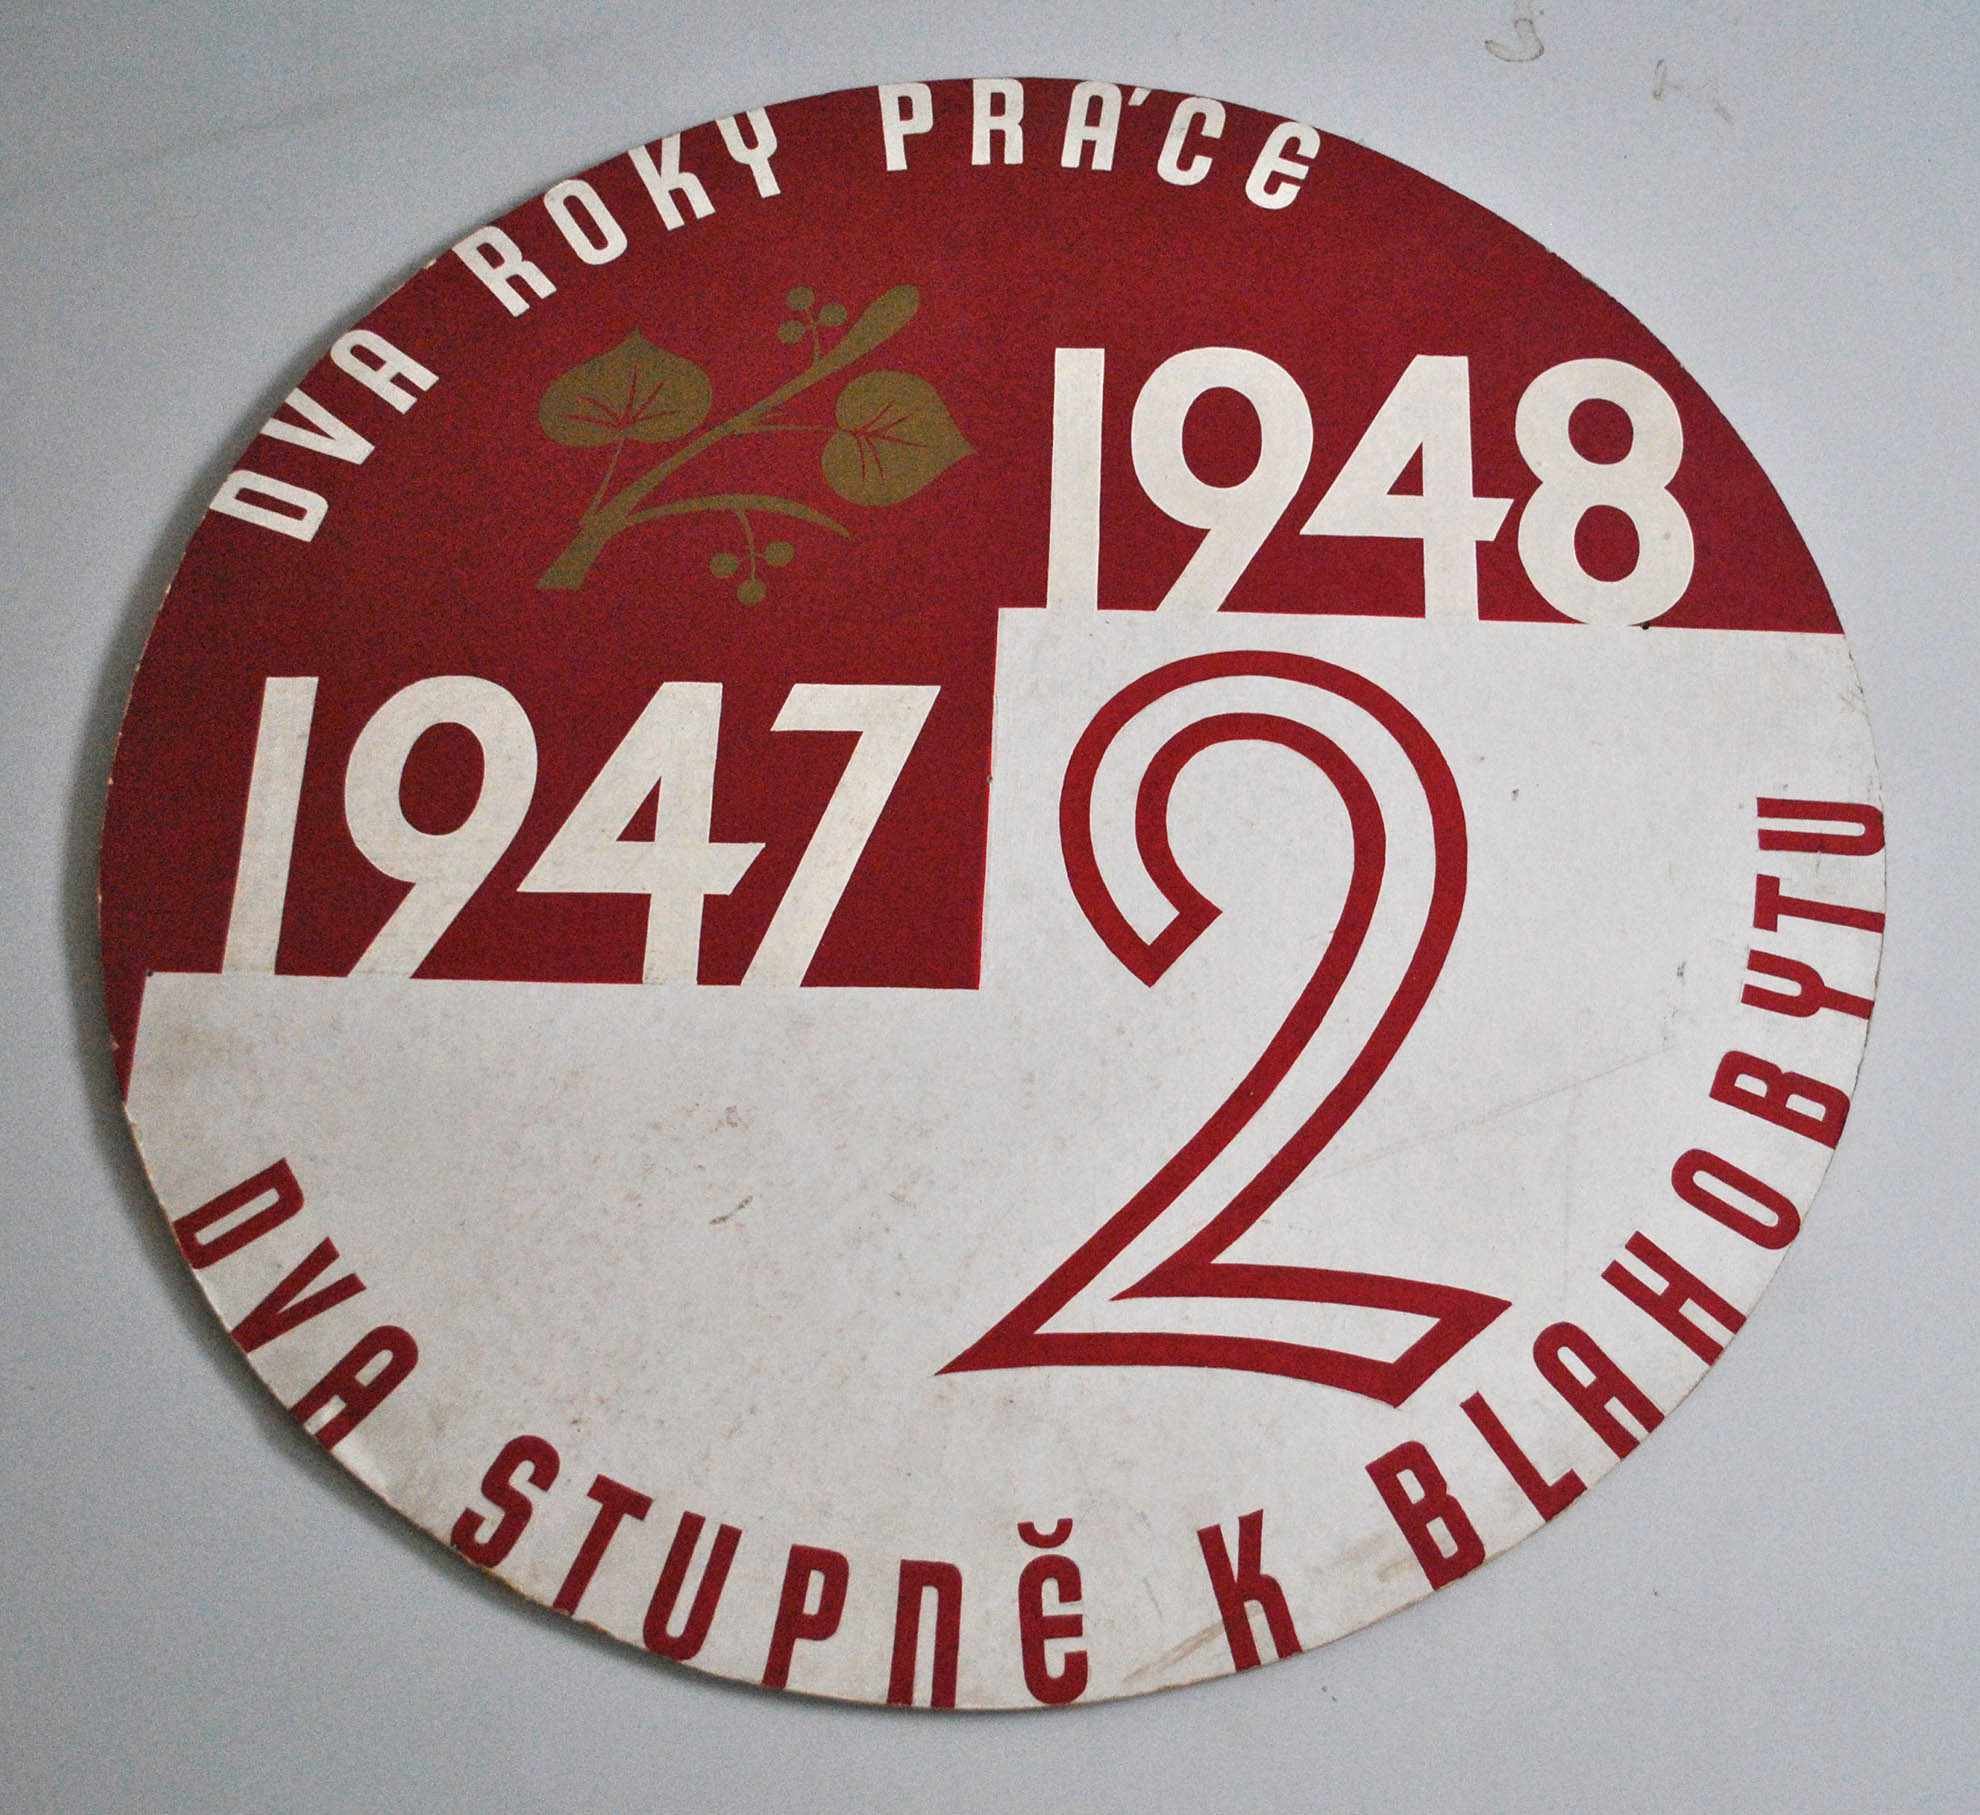 DVA ROKY PRÁCE
1948
1947
2
DVA STUPNĚ K BLAHOBYTU